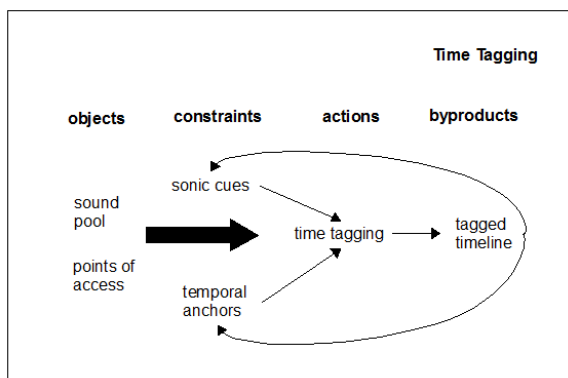 Time Tagging
objects constraints actions byproducts
sonic cues
sound
pool
time tagging
tagged
timeline
points of
access
temporal
anchors